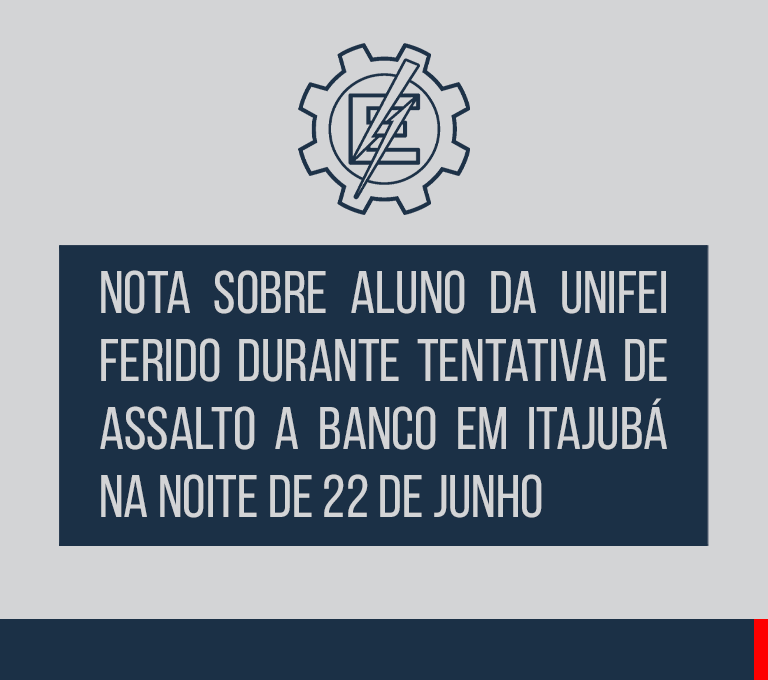 NOTA SOBRE ALUNO DA UNIFEI
FERIDO DURANTE TENTATIVA DE
ASSALTO A BANCO EM ITAJUBÁ
NA NOITE DE 22 DE JUNHO